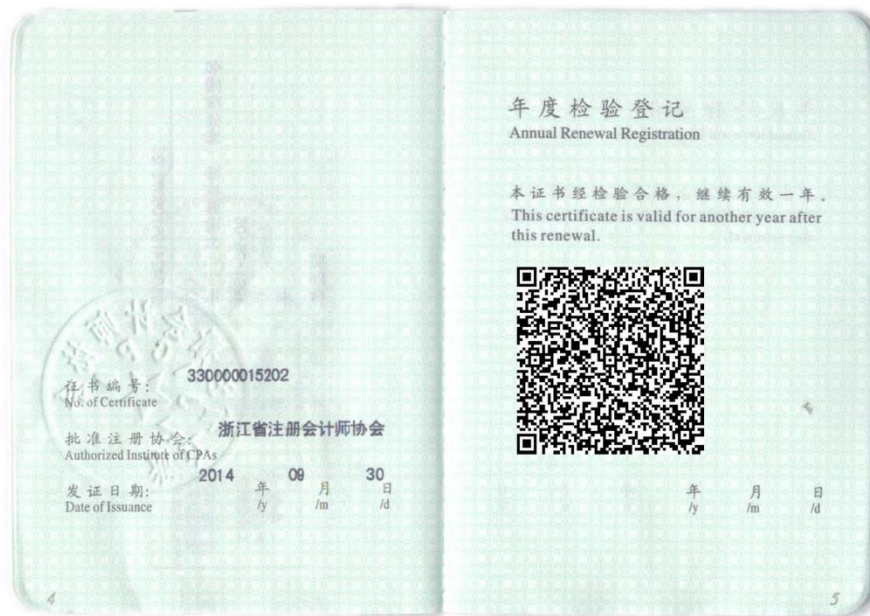 证书编号: 330000015202
No. of Certificate
批准注册协会: 浙江省注册会计师协会
Authorized Institute of CPAs
发证日期: 2014 年 09 月 30 日
Date of Issuance /y /m /d
4
年度检验登记
Annual Renewal Registration
本证书经检验合格，继续有效一年。
This certificate is valid for another year after
this renewal.
年 月 日
/y /m /d
5